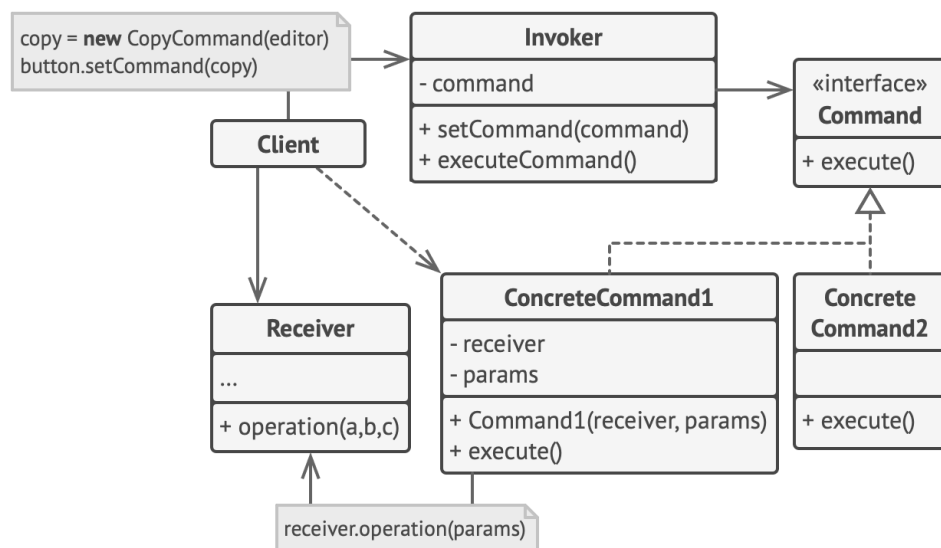 copy = new CopyCommand(editor)
button.setCommand(copy)
Invoker
- command
+ setCommand(command)
+ executeCommand()
«interface»
Command
+ execute()
Client
Receiver
...
+ operation(a,b,c)
ConcreteCommand1
- receiver
- params
+ Command1(receiver, params)
+ execute()
Concrete
Command2
+ execute()
receiver.operation(params)